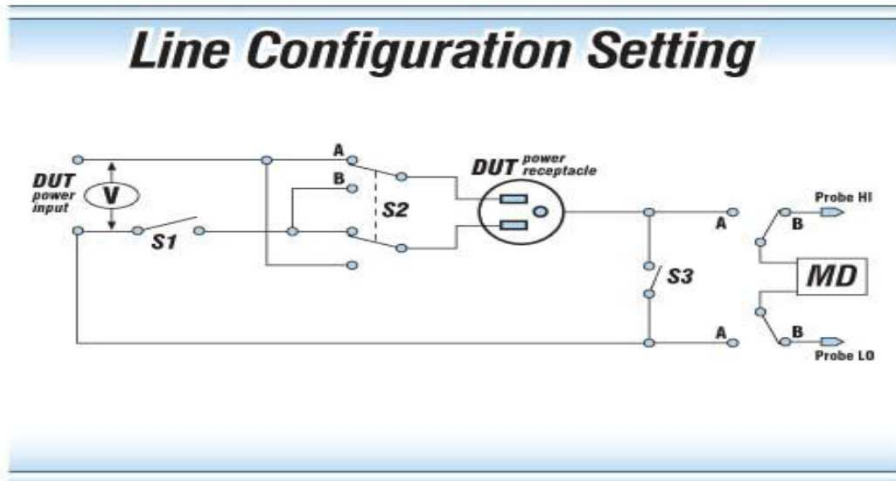 Line Configuration Setting
DUT
power
input
V
S1
A
B
S2
DUT power
receptacle
S3
A
B
Probe HI
MD
A
B
Probe LO